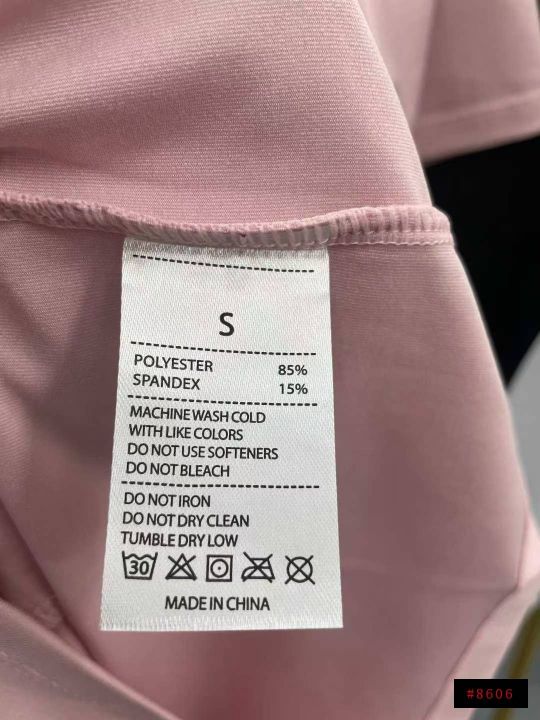 S
POLYESTER 85%
SPANDEX 15%
MACHINE WASH COLD
WITH LIKE COLORS
DO NOT USE SOFTENERS
DO NOT BLEACH
DO NOT IRON
DO NOT DRY CLEAN
TUMBLE DRY LOW
30
MADE IN CHINA
#8606